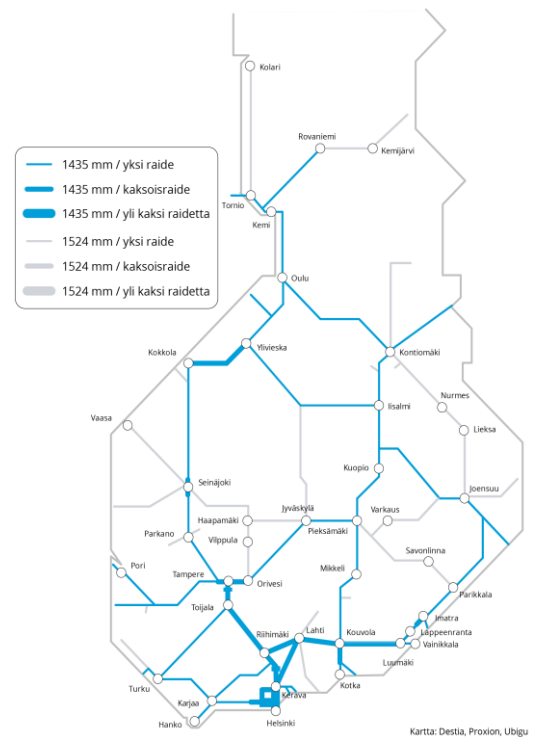 Kolari
Rovaniemi
Kemijärvi
1435 mm / yksi raide
1435 mm / kaksoisraide
1435 mm / yli kaksi raidetta
1524 mm / yksi raide
1524 mm / kaksoisraide
1524 mm / yli kaksi raidetta
Tornio
Kemi
Oulu
Ylivieska
Kokkola
Kontiomäki
Iisalmi
Nurmes
Vaasa
Lieksa
Seinäjoki
Kuopio
Joensuu
Jyväskylä
Haapamäki
Varkaus
Pieksämäki
Parkano
Vilppula
Savonlinna
Pori
Tampere
Orivesi
Mikkeli
Parikkala
Toijala
Imatra
Riihimäki
Lahti
Kouvola
Lappeenranta
Vainikkala
Luumäki
Turku
Karjaa
Kerava
Kotka
Hanko
Helsinki
Kartta: Destia, Proxion, Ubigu